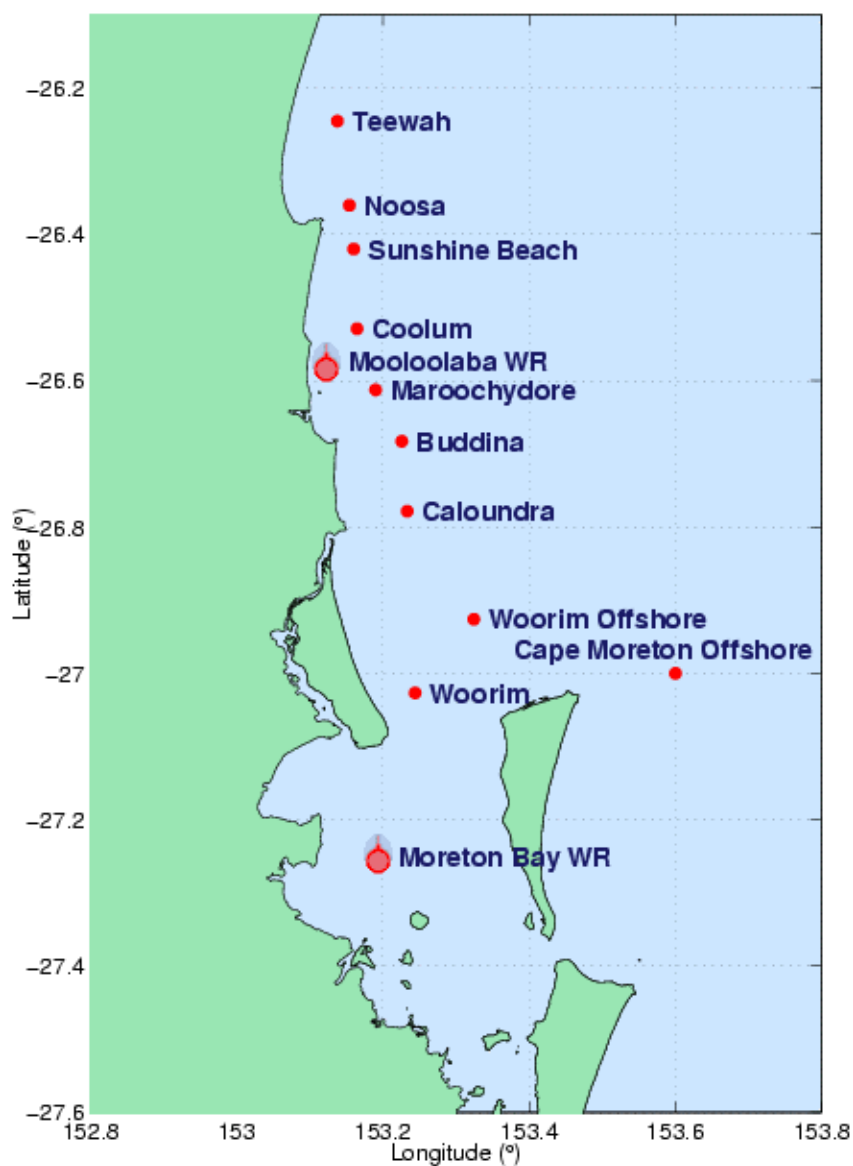 −26.2
Teewah
Noosa
−26.4
Sunshine Beach
Coolum
Mooloolaba WR
−26.6
Maroochydore
Buddina
Caloundra
−26.8
Latitude (°)
Woorim Offshore
Cape Moreton Offshore
−27
Woorim
−27.2
Moreton Bay WR
−27.4
−27.6
152.8 153 153.2 153.4 153.6 153.8
Longitude (°)